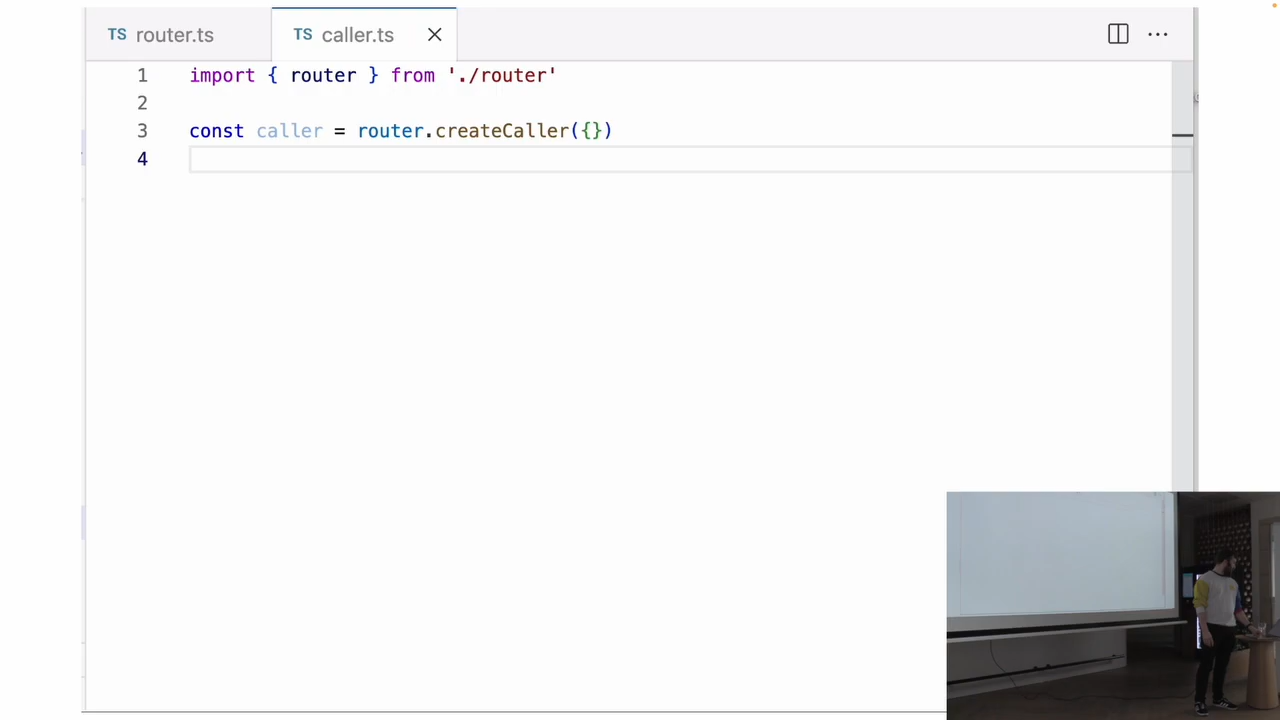 TS router.ts
TS caller.ts
1 import { router } from './router'
2
3 const caller = router.createCaller({})
4